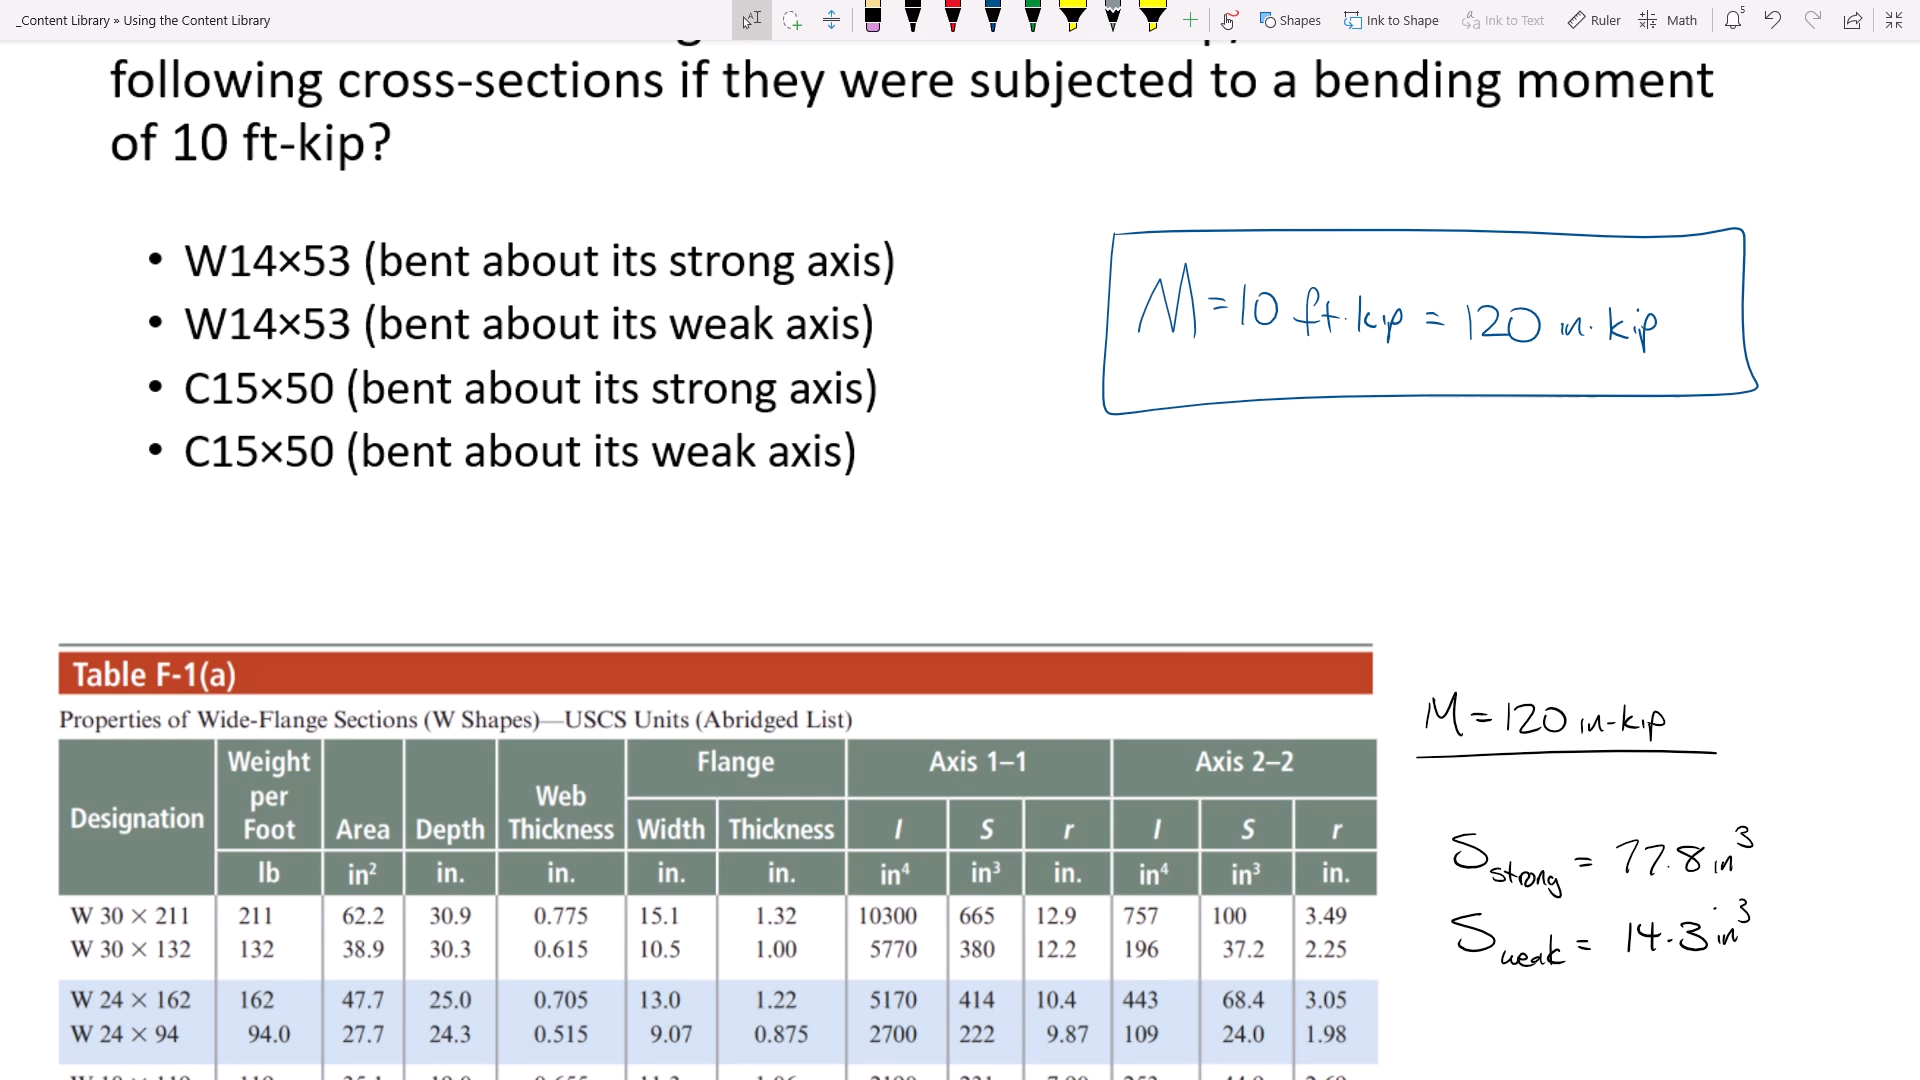 _Content Library » Using the Content Library
Shapes Ink to Shape Ink to Text Ruler Math 5
following cross-sections if they were subjected to a bending moment
of 10 ft-kip?
• W14×53 (bent about its strong axis)
• W14×53 (bent about its weak axis)
• C15×50 (bent about its strong axis)
• C15×50 (bent about its weak axis)
M = 10 ft·kip = 120 in·kip
Table F-1(a)
Properties of Wide-Flange Sections (W Shapes)—USCS Units (Abridged List)
Designation Weight per Foot Area Depth Web Thickness Flange Axis 1–1 Axis 2–2
Width Thickness I S r I S r
lb in² in. in. in. in. in⁴ in³ in. in⁴ in³ in.
W 30 × 211 211 62.2 30.9 0.775 15.1 1.32 10300 665 12.9 757 100 3.49
W 30 × 132 132 38.9 30.3 0.615 10.5 1.00 5770 380 12.2 196 37.2 2.25
W 24 × 162 162 47.7 25.0 0.705 13.0 1.22 5170 414 10.4 443 68.4 3.05
W 24 × 94 94.0 27.7 24.3 0.515 9.07 0.875 2700 222 9.87 109 24.0 1.98
M = 120 in-kip
S strong = 77.8 in³
S weak = 14.3 in³